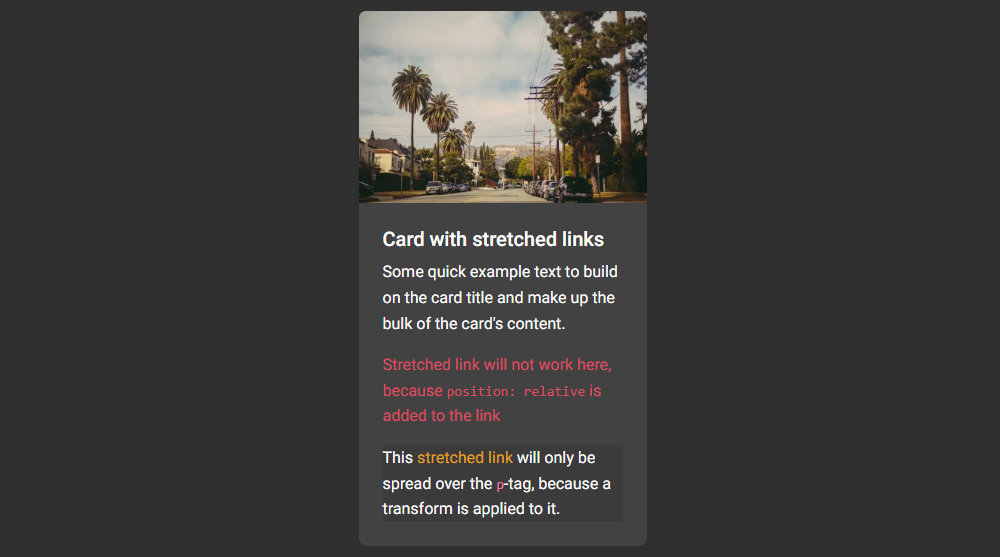 Card with stretched links
Some quick example text to build
on the card title and make up the
bulk of the card's content.
Stretched link will not work here,
because position: relative is
added to the link
This stretched link will only be
spread over the p-tag, because a
transform is applied to it.